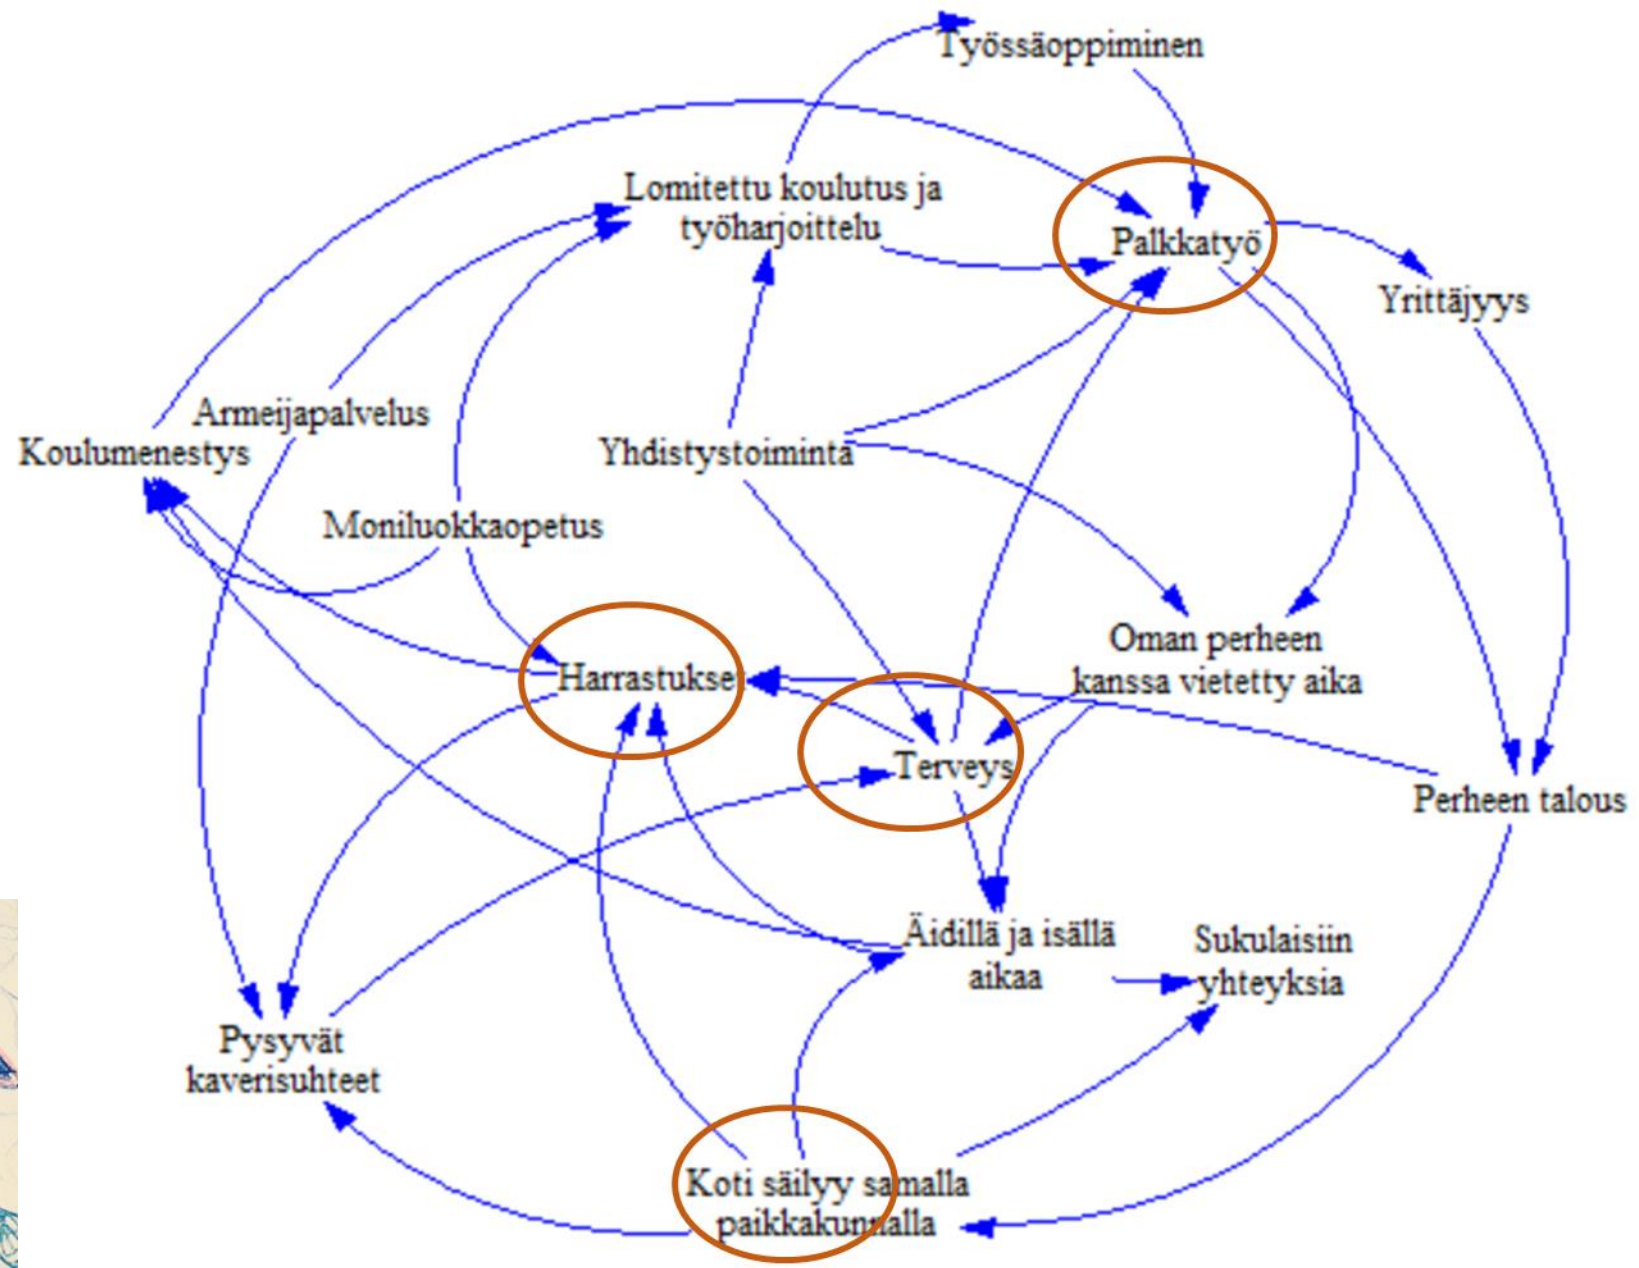 Työssäoppiminen
Lomitettu koulutus ja
työharjoittelu
Palkkatyö
Yrittäjyys
Armeijapalvelus
Koulumenestys
Yhdistystoiminta
Moniluokkaopetus
Oman perheen
kanssa vietetty aika
Harrastukse
Terveys
Perheen talous
Äidillä ja isällä
aikaa
Sukulaisiin
yhteyksia
Pysyvät
kaverisuhteet
Koti säilyy samalla
paikkakunnalla